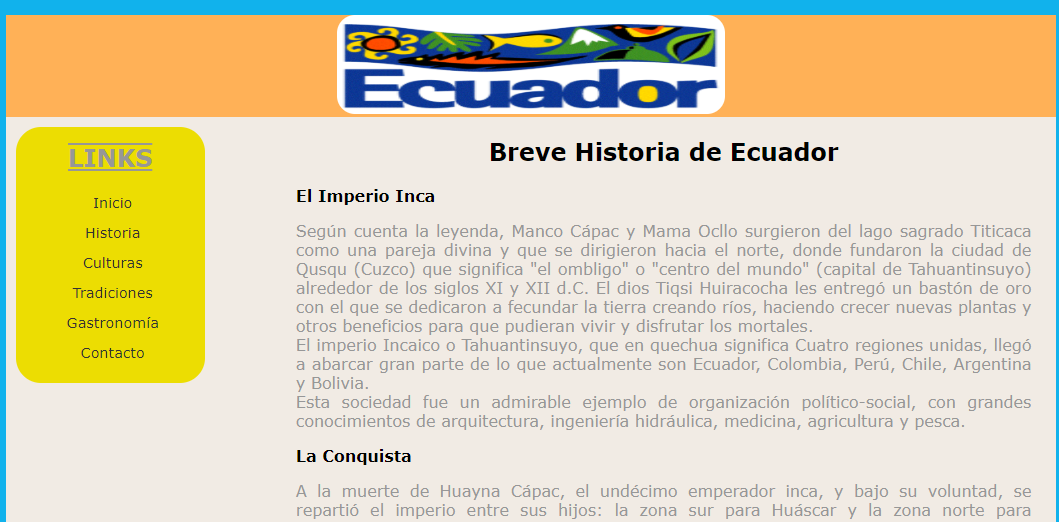 Ecuador
LINKS
Inicio
Historia
Culturas
Tradiciones
Gastronomía
Contacto
Breve Historia de Ecuador
El Imperio Inca
Según cuenta la leyenda, Manco Cápac y Mama Ocllo surgieron del lago sagrado Titicaca
como una pareja divina y que se dirigieron hacia el norte, donde fundaron la ciudad de
Qusqu (Cuzco) que significa "el ombligo" o "centro del mundo" (capital de Tahuantinsuyo)
alrededor de los siglos XI y XII d.C. El dios Tiqsi Huiracocha les entregó un bastón de oro
con el que se dedicaron a fecundar la tierra creando ríos, haciendo crecer nuevas plantas y
otros beneficios para que pudieran vivir y disfrutar los mortales.
El imperio Incaico o Tahuantinsuyo, que en quechua significa Cuatro regiones unidas, llegó
a abarcar gran parte de lo que actualmente son Ecuador, Colombia, Perú, Chile, Argentina
y Bolivia.
Esta sociedad fue un admirable ejemplo de organización político-social, con grandes
conocimientos de arquitectura, ingeniería hidráulica, medicina, agricultura y pesca.
La Conquista
A la muerte de Huayna Cápac, el undécimo emperador inca, y bajo su voluntad, se
repartió el imperio entre sus hijos: la zona sur para Huáscar y la zona norte para